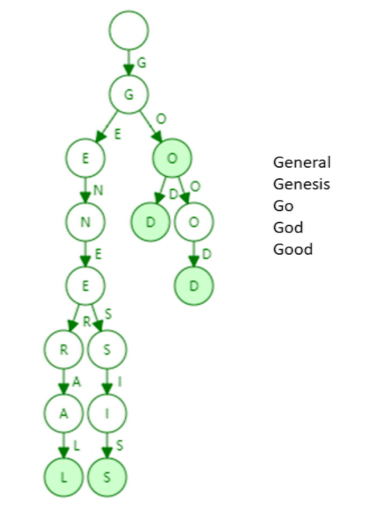 G
G
E O
E O
N D O
N D O
E D
E D
R S
R S
A I
A I
L S
L S
General
Genesis
Go
God
Good